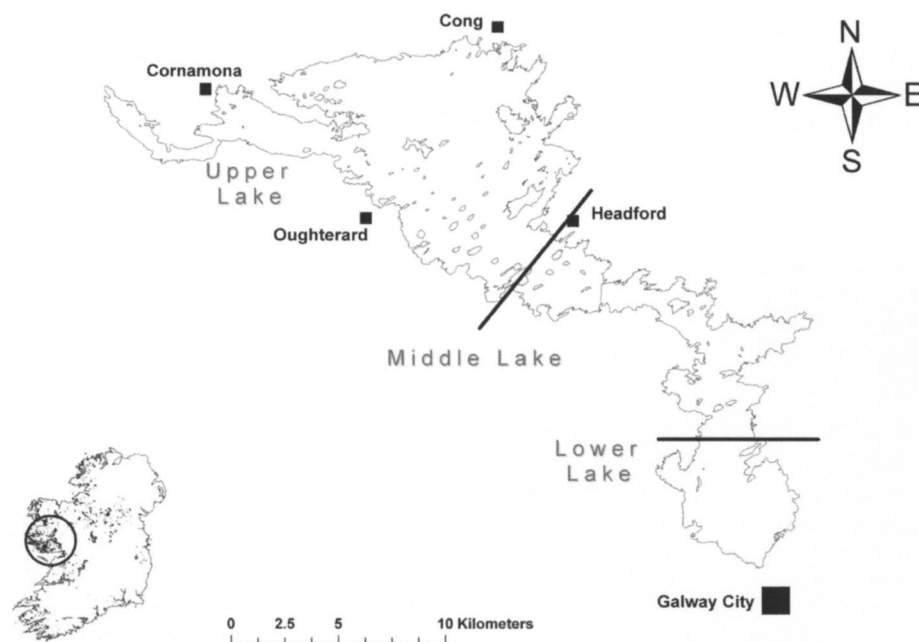 Cong
N
Cornamona
W E
S
Upper
Lake
Headford
Oughterard
Middle Lake
Lower
Lake
Galway City
0 2.5 5 10 Kilometers